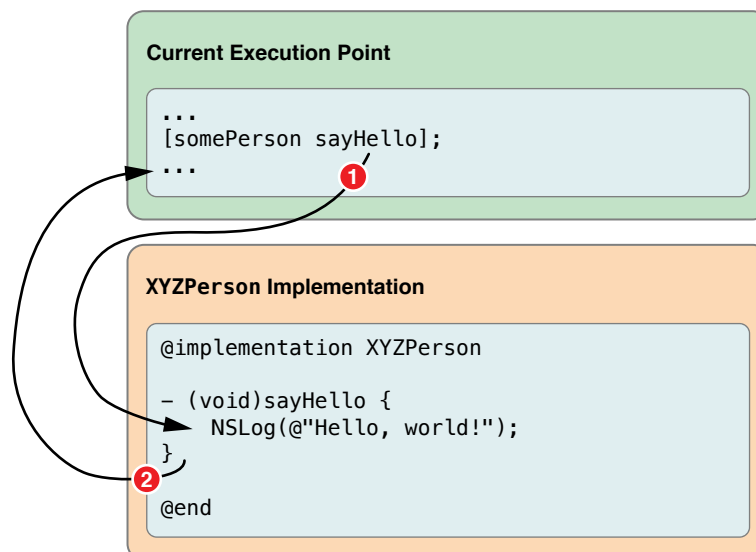 Current Execution Point
...
[somePerson sayHello];
...
1
XYZPerson Implementation
@implementation XYZPerson
- (void)sayHello {
NSLog(@"Hello, world!");
}
2
@end